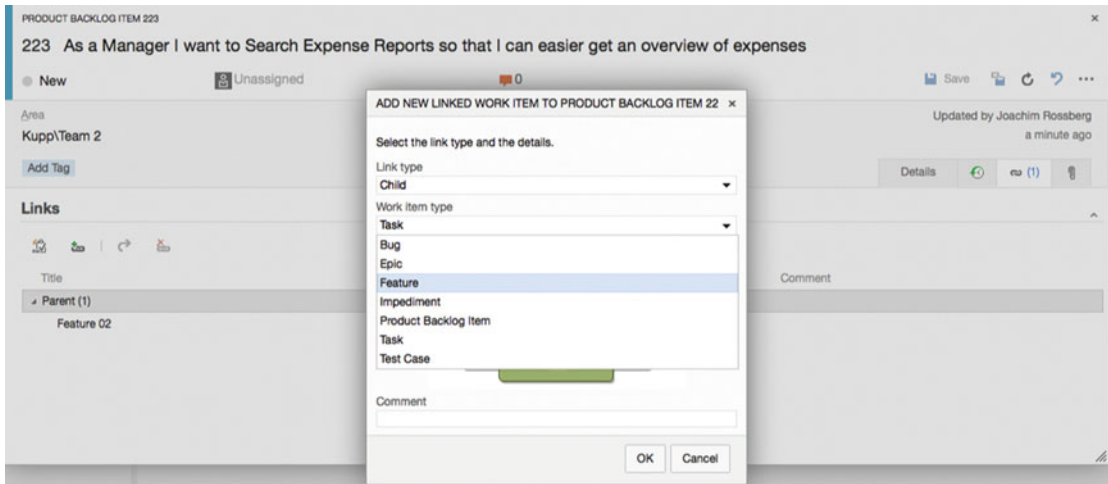 PRODUCT BACKLOG ITEM 223
223 As a Manager I want to Search Expense Reports so that I can easier get an overview of expenses
New
Unassigned
0
Save
Area
Kupp\Team 2
Updated by Joachim Rossberg
a minute ago
Add Tag
Details
(1)
Links
Title
Comment
Parent (1)
Feature 02
ADD NEW LINKED WORK ITEM TO PRODUCT BACKLOG ITEM 22
Select the link type and the details.
Link type
Child
Work item type
Task
Bug
Epic
Feature
Impediment
Product Backlog Item
Task
Test Case
Comment
OK
Cancel